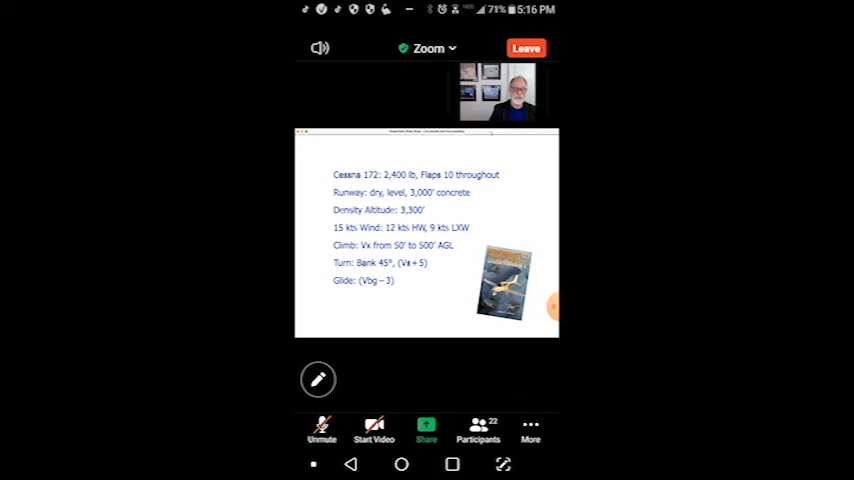 71% 5:16 PM
Zoom
Leave
Cessna 172: 2,400 lb, Flaps 10 throughout
Runway: dry, level, 3,000' concrete
Density Altitude: 3,300'
15 kts Wind: 12 kts HW, 9 kts LXW
Climb: Vx from 50' to 500' AGL
Turn: Bank 45°, (Vs + 5)
Glide: (Vbg – 3)
22
Unmute Start Video Share Participants More